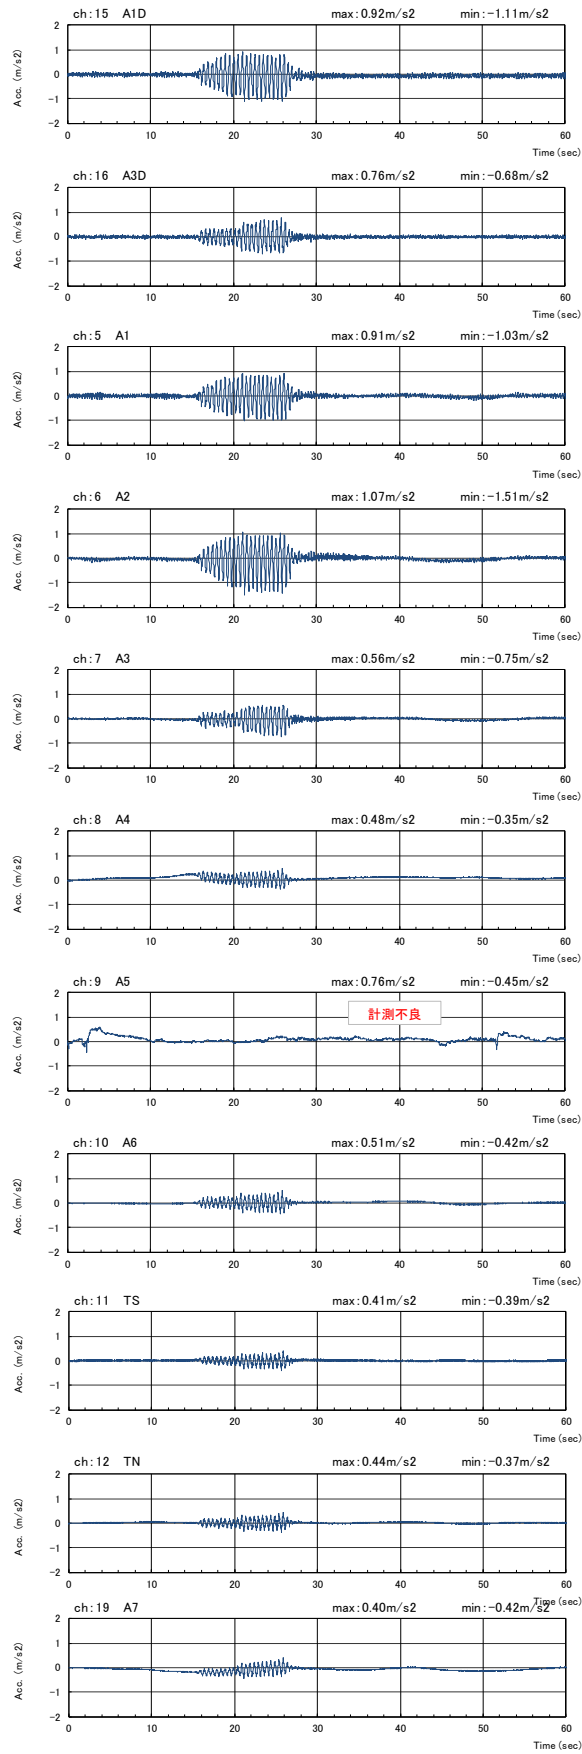 ch:15 A1D max:0.92m/s2 min:-1.11m/s2
2
1
0
-1
-2
Acc. (m/s2)
0 10 20 30 40 50 60
Time(sec)
ch:16 A3D max:0.76m/s2 min:-0.68m/s2
2
1
0
-1
-2
Acc. (m/s2)
0 10 20 30 40 50 60
Time(sec)
ch:5 A1 max:0.91m/s2 min:-1.03m/s2
2
1
0
-1
-2
Acc. (m/s2)
0 10 20 30 40 50 60
Time(sec)
ch:6 A2 max:1.07m/s2 min:-1.51m/s2
2
1
0
-1
-2
Acc. (m/s2)
0 10 20 30 40 50 60
Time(sec)
ch:7 A3 max:0.56m/s2 min:-0.75m/s2
2
1
0
-1
-2
Acc. (m/s2)
0 10 20 30 40 50 60
Time(sec)
ch:8 A4 max:0.48m/s2 min:-0.35m/s2
2
1
0
-1
-2
Acc. (m/s2)
0 10 20 30 40 50 60
Time(sec)
ch:9 A5 max:0.76m/s2 min:-0.45m/s2
計測不良
2
1
0
-1
-2
Acc. (m/s2)
0 10 20 30 40 50 60
Time(sec)
ch:10 A6 max:0.51m/s2 min:-0.42m/s2
2
1
0
-1
-2
Acc. (m/s2)
0 10 20 30 40 50 60
Time(sec)
ch:11 TS max:0.41m/s2 min:-0.39m/s2
2
1
0
-1
-2
Acc. (m/s2)
0 10 20 30 40 50 60
Time(sec)
ch:12 TN max:0.44m/s2 min:-0.37m/s2
2
1
0
-1
-2
Acc. (m/s2)
0 10 20 30 40 50 60
Time(sec)
ch:19 A7 max:0.40m/s2 min:-0.42m/s2
2
1
0
-1
-2
Acc. (m/s2)
0 10 20 30 40 50 60
Time(sec)